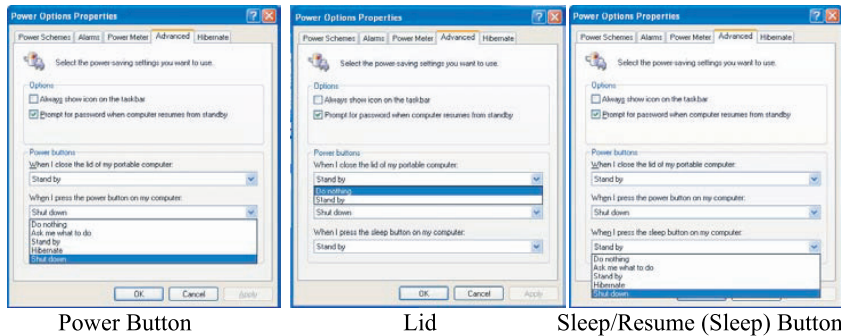 Power Options Properties
Power Schemes Alarms Power Meter Advanced Hibernate
Select the power-saving settings you want to use.
Options
Always show icon on the taskbar
Prompt for password when computer resumes from standby
Power buttons
When I close the lid of my portable computer:
Stand by
When I press the power button on my computer:
Shut down
Do nothing
Ask me what to do
Stand by
Hibernate
Shut down
OK Cancel Apply
Power Button
Power Options Properties
Power Schemes Alarms Power Meter Advanced Hibernate
Select the power-saving settings you want to use.
Options
Always show icon on the taskbar
Prompt for password when computer resumes from standby
Power buttons
When I close the lid of my portable computer:
Stand by
Do nothing
Stand by
Shut down
When I press the sleep button on my computer:
Stand by
OK Cancel Apply
Lid
Power Options Properties
Power Schemes Alarms Power Meter Advanced Hibernate
Select the power-saving settings you want to use.
Options
Always show icon on the taskbar
Prompt for password when computer resumes from standby
Power buttons
When I close the lid of my portable computer:
Stand by
When I press the power button on my computer:
Shut down
When I press the sleep button on my computer:
Stand by
Do nothing
Ask me what to do
Stand by
Hibernate
Shut down
Sleep/Resume (Sleep) Button